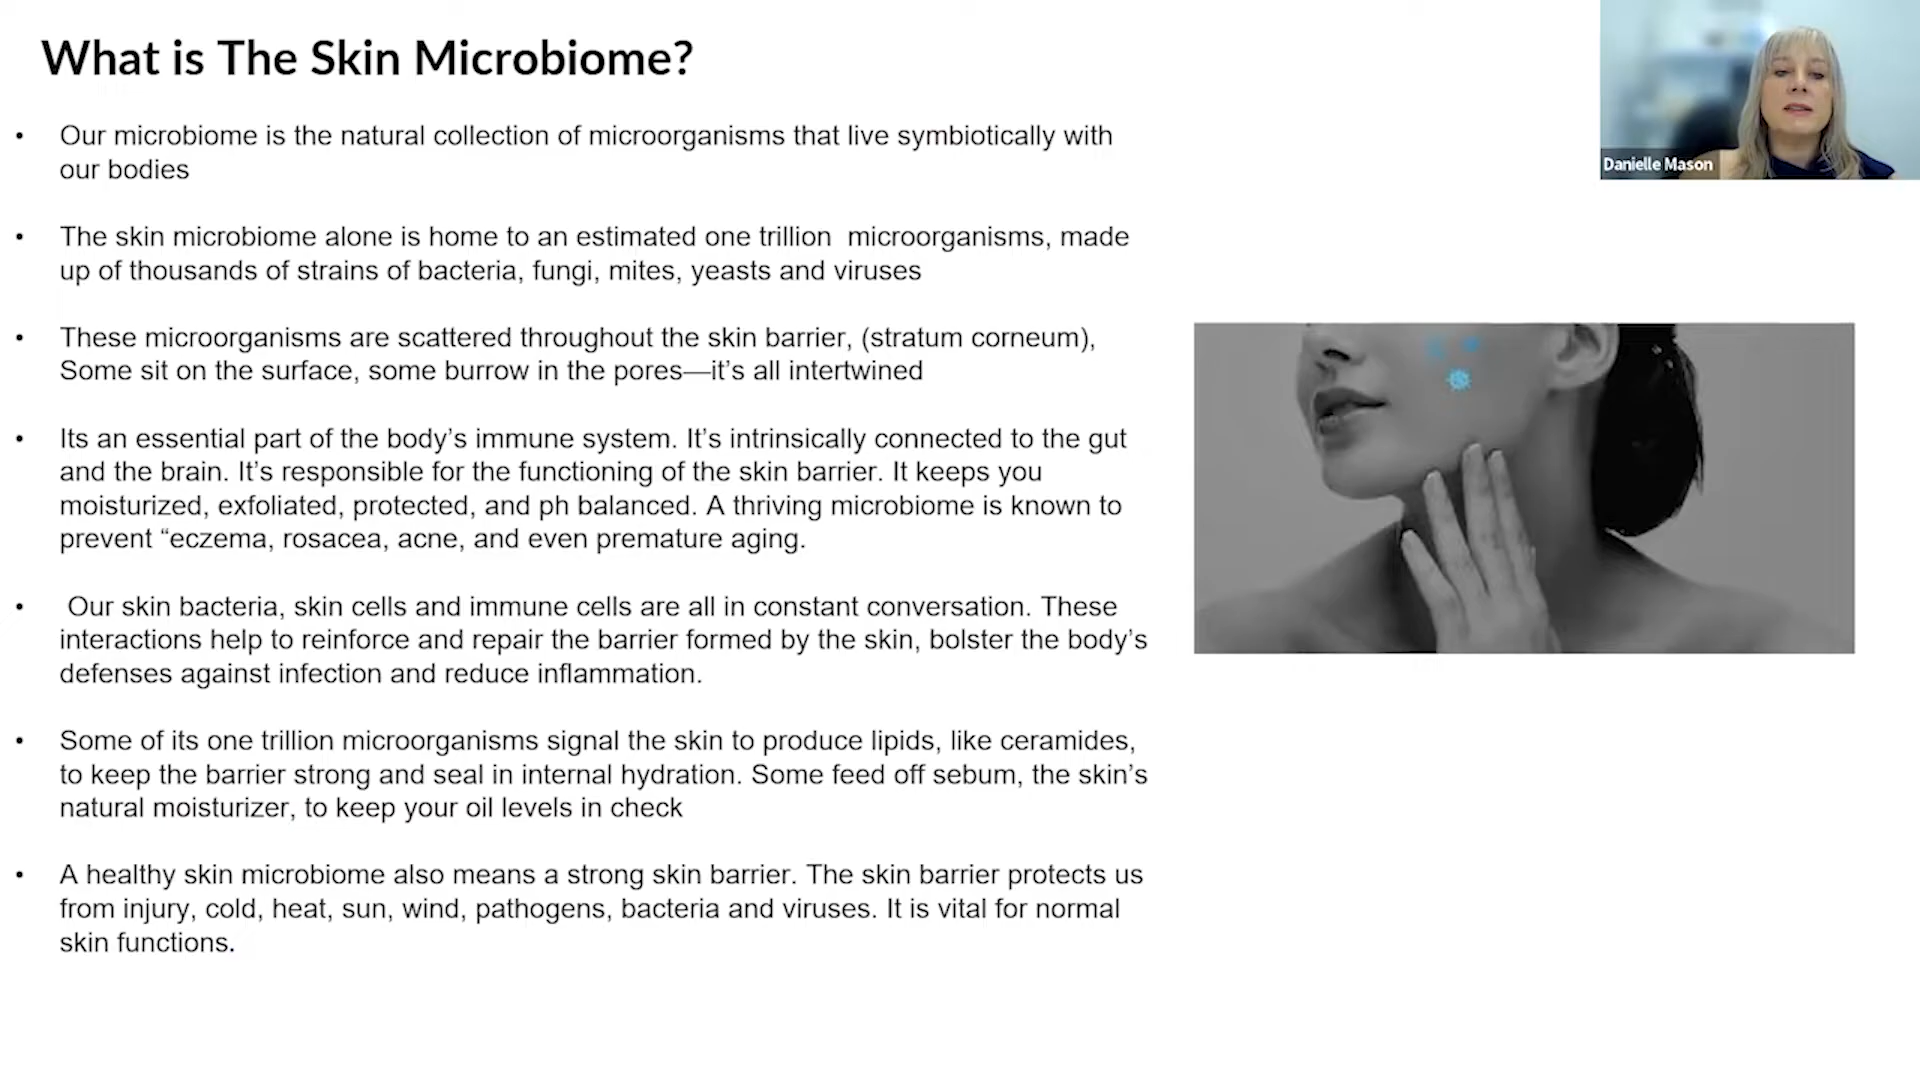 What is The Skin Microbiome?
• Our microbiome is the natural collection of microorganisms that live symbiotically with
our bodies
• The skin microbiome alone is home to an estimated one trillion  microorganisms, made
up of thousands of strains of bacteria, fungi, mites, yeasts and viruses
• These microorganisms are scattered throughout the skin barrier, (stratum corneum),
Some sit on the surface, some burrow in the pores—it’s all intertwined
• Its an essential part of the body’s immune system. It’s intrinsically connected to the gut
and the brain. It’s responsible for the functioning of the skin barrier. It keeps you
moisturized, exfoliated, protected, and ph balanced. A thriving microbiome is known to
prevent “eczema, rosacea, acne, and even premature aging.
• Our skin bacteria, skin cells and immune cells are all in constant conversation. These
interactions help to reinforce and repair the barrier formed by the skin, bolster the body’s
defenses against infection and reduce inflammation.
• Some of its one trillion microorganisms signal the skin to produce lipids, like ceramides,
to keep the barrier strong and seal in internal hydration. Some feed off sebum, the skin’s
natural moisturizer, to keep your oil levels in check
• A healthy skin microbiome also means a strong skin barrier. The skin barrier protects us
from injury, cold, heat, sun, wind, pathogens, bacteria and viruses. It is vital for normal
skin functions.
Danielle Mason